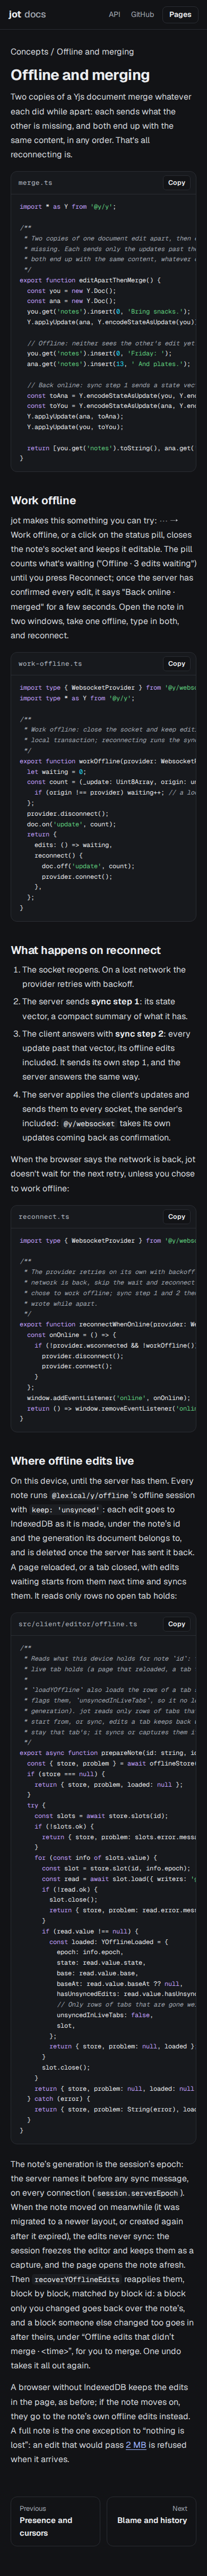 jot docs
API GitHub Pages
Concepts / Offline and merging
Offline and merging
Two copies of a Yjs document merge whatever
each did while apart: each sends what the
other is missing, and both end up with the
same content, in any order. That's all
reconnecting is.
merge.ts Copy
import * as Y from '@y/y';
/**
* Two copies of one document edit apart, then
* missing. Each sends only the updates past the
* both end up with the same content, whatever
*/
export function editApartThenMerge() {
const you = new Y.Doc();
const ana = new Y.Doc();
you.get('notes').insert(0, 'Bring snacks.');
Y.applyUpdate(ana, Y.encodeStateAsUpdate(you)
// Offline: neither sees the other's edit yet
you.get('notes').insert(0, 'Friday: ');
ana.get('notes').insert(13, ' And plates.');
// Back online: sync step 1 sends a state vec
const toAna = Y.encodeStateAsUpdate(you, Y.en
const toYou = Y.encodeStateAsUpdate(ana, Y.en
Y.applyUpdate(ana, toAna);
Y.applyUpdate(you, toYou);
return [you.get('notes').toString(), ana.get(
}
Work offline
jot makes this something you can try: ⋯ →
Work offline, or a click on the status pill, closes
the note's socket and keeps it editable. The pill
counts what's waiting ("Offline · 3 edits waiting")
until you press Reconnect; once the server has
confirmed every edit, it says "Back online ·
merged" for a few seconds. Open the note in
two windows, take one offline, type in both,
and reconnect.
work-offline.ts Copy
import type { WebsocketProvider } from '@y/webs
import type * as Y from '@y/y';
/**
* Work offline: close the socket and keep edit
* local transaction; reconnecting runs the syn
*/
export function workOffline(provider: WebsocketP
let waiting = 0;
const count = (_update: Uint8Array, origin: u
if (origin !== provider) waiting++; // a lo
};
provider.disconnect();
doc.on('update', count);
return {
edits: () => waiting,
reconnect() {
doc.off('update', count);
provider.connect();
},
};
}
What happens on reconnect
1. The socket reopens. On a lost network the
provider retries with backoff.
2. The server sends sync step 1: its state
vector, a compact summary of what it has.
3. The client answers with sync step 2: every
update past that vector, its offline edits
included. It sends its own step 1, and the
server answers the same way.
4. The server applies the client's updates and
sends them to every socket, the sender's
included: @y/websocket takes its own
updates coming back as confirmation.
When the browser says the network is back, jot
doesn't wait for the next retry, unless you chose
to work offline:
reconnect.ts Copy
import type { WebsocketProvider } from '@y/webs
/**
* The provider retries on its own with backoff
* network is back, skip the wait and reconnect
* chose to work offline; sync step 1 and 2 the
* wrote while apart.
*/
export function reconnectWhenOnline(provider: We
const onOnline = () => {
if (!provider.wsconnected && !workOffline()
provider.disconnect();
provider.connect();
}
};
window.addEventListener('online', onOnline);
return () => window.removeEventListener('onli
}
Where offline edits live
On this device, until the server has them. Every
note runs @lexical/y/offline's offline session
with keep: 'unsynced': each edit goes to
IndexedDB as it is made, under the note's id
and the generation its document belongs to,
and is deleted once the server has sent it back.
A page reloaded, or a tab closed, with edits
waiting starts from them next time and syncs
them. It reads only rows no open tab holds:
src/client/editor/offline.ts Copy
/**
* Reads what this device holds for note `id`:
* live tab holds (a page that reloaded, a tab
*
* `loadYOffline` also loads the rows of a tab
* flags them, `unsyncedInLiveTabs`, so it no lo
* generation). jot reads only rows of tabs that
* start from, or sync, edits a tab keeps back
* stay that tab's; it syncs or captures them i
*/
export async function prepareNote(id: string, id
const { store, problem } = await offlineStore
if (store === null) {
return { store, problem, loaded: null };
}
try {
const slots = await store.slots(id);
if (!slots.ok) {
return { store, problem: slots.error.messa
}
for (const info of slots.value) {
const slot = store.slot(id, info.epoch);
const read = await slot.load({ writers: 'g
if (!read.ok) {
slot.close();
return { store, problem: read.error.mess
}
if (read.value !== null) {
const loaded: YOfflineLoaded = {
epoch: info.epoch,
state: read.value.state,
base: read.value.base,
baseAt: read.value.baseAt ?? null,
hasUnsyncedEdits: read.value.hasUnsync
// Only rows of tabs that are gone wer
unsyncedInLiveTabs: false,
slot,
};
return { store, problem: null, loaded }
}
slot.close();
}
return { store, problem: null, loaded: null
} catch (error) {
return { store, problem: String(error), load
}
}
The note's generation is the session's epoch:
the server names it before any sync message,
on every connection (session.serverEpoch).
When the note moved on meanwhile (it was
migrated to a newer layout, or created again
after it expired), the edits never sync: the
session freezes the editor and keeps them as a
capture, and the page opens the note afresh.
Then recoverYOfflineEdits reapplies them,
block by block, matched by block id: a block
only you changed goes back over the note's,
and a block someone else changed too goes in
after theirs, under "Offline edits that didn't
merge · <time>", for you to merge. One undo
takes it all out again.
A browser without IndexedDB keeps the edits
in the page, as before; if the note moves on,
they go to the note's own offline edits instead.
A full note is the one exception to "nothing is
lost": an edit that would pass 2 MB is refused
when it arrives.
Previous
Presence and
cursors
Next
Blame and history